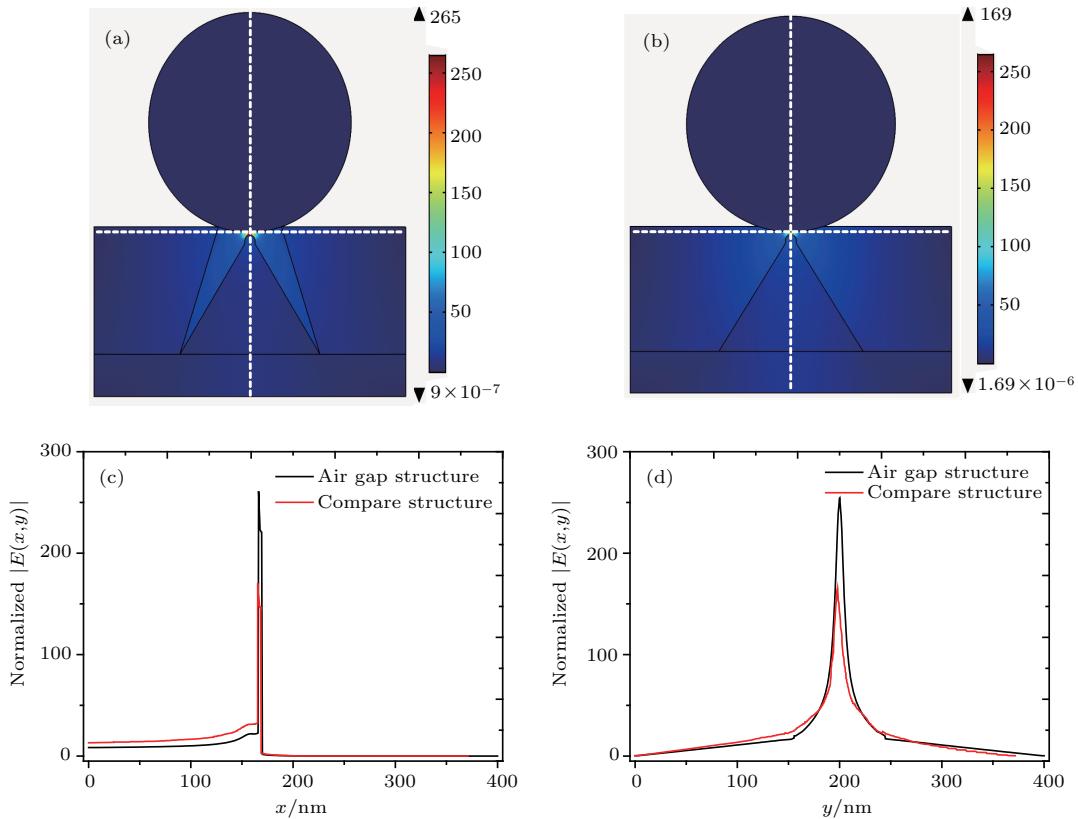 (a)
265
250
200
150
100
50
9×10⁻⁷
(b)
169
250
200
150
100
50
1.69×10⁻⁶
(c)
Air gap structure
Compare structure
Normalized |E(x,y)|
300
200
100
0
0 100 200 300 400
x/nm
(d)
Air gap structure
Compare structure
Normalized |E(x,y)|
300
200
100
0
0 100 200 300 400
y/nm